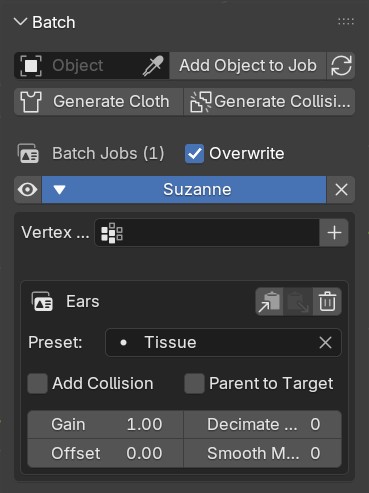 Batch
Object Add Object to Job
Generate Cloth Generate Collisi...
Batch Jobs (1) Overwrite
Suzanne
Vertex ...
Ears
Preset: Tissue
Add Collision Parent to Target
Gain 1.00 Decimate ... 0
Offset 0.00 Smooth M... 0